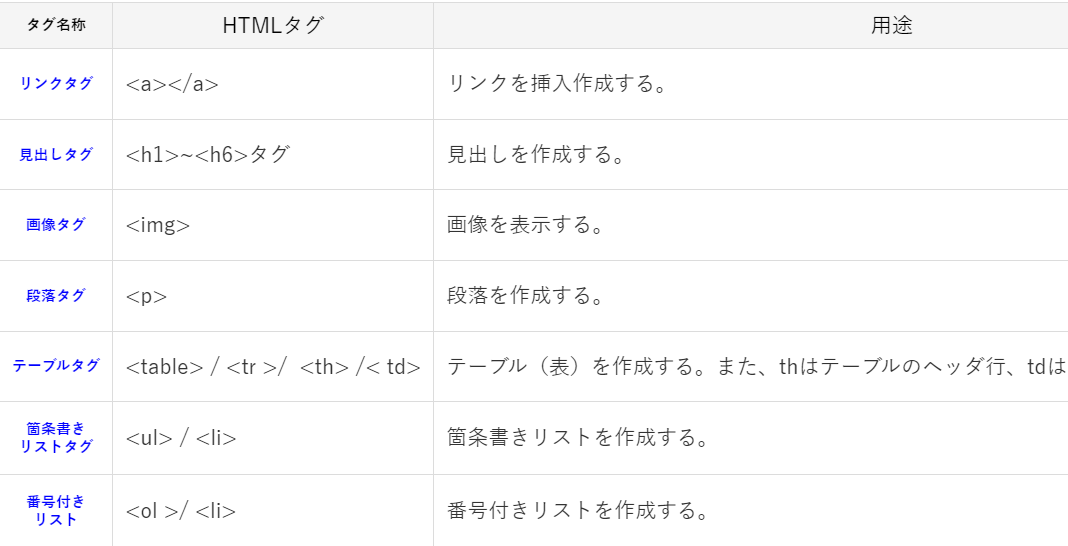 タグ名称 HTMLタグ 用途
リンクタグ <a></a> リンクを挿入作成する。
見出しタグ <h1>~<h6>タグ 見出しを作成する。
画像タグ <img> 画像を表示する。
段落タグ <p> 段落を作成する。
テーブルタグ <table> / <tr >/ <th> /< td> テーブル（表）を作成する。また、thはテーブルのヘッダ行、tdは
箇条書き
リストタグ <ul> / <li> 箇条書きリストを作成する。
番号付き
リスト <ol >/ <li> 番号付きリストを作成する。